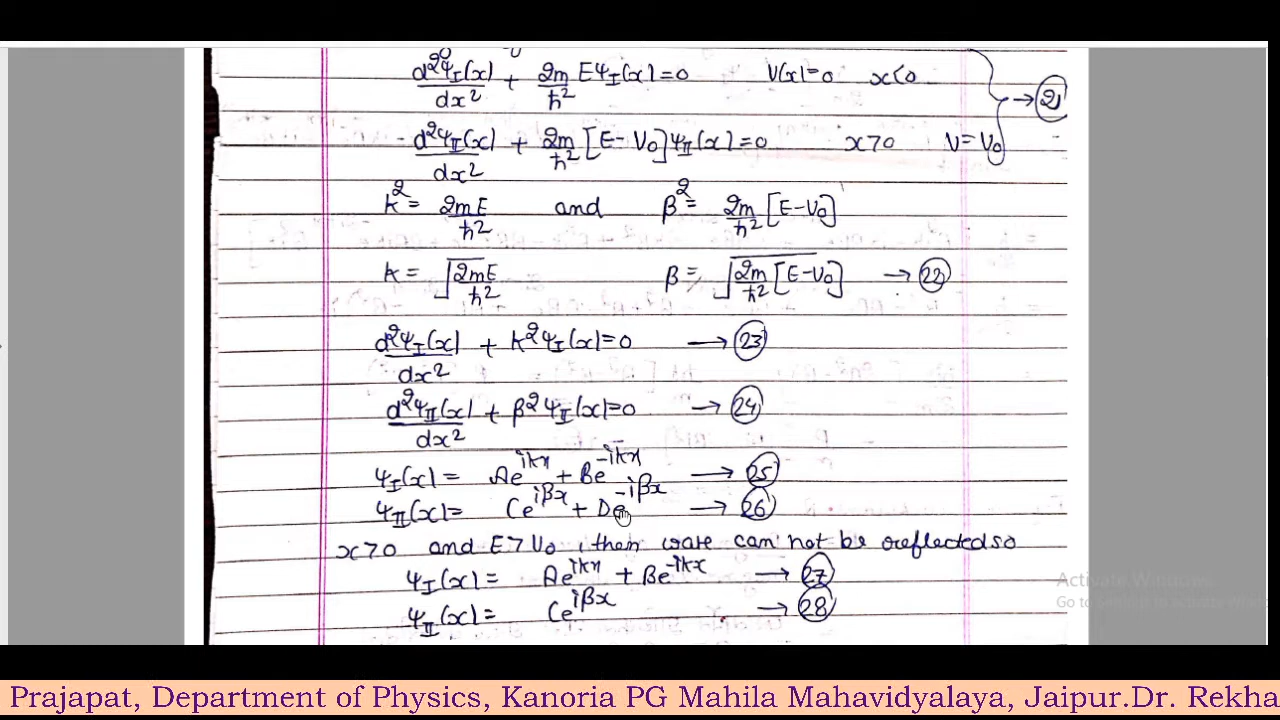 d²ψI(x)/dx² + 2m/ħ² EψI(x)=0 V(x)=0 x<0
d²ψII(x)/dx² + 2m/ħ² [E-V0]ψII(x)=0 x>0 V=V0 → (21)
k² = 2mE/ħ² and β² = 2m/ħ² [E-V0]
k = √2mE/ħ² β = √2m/ħ² [E-V0] → (22)
d²ψI(x)/dx² + k²ψI(x)=0 → (23)
d²ψII(x)/dx² + β²ψII(x)=0 → (24)
ψI(x) = Ae^ikx + Be^-ikx → (25)
ψII(x) = Ce^iβx + De^-iβx → (26)
x>0 and E>V0, then wave can not be reflected so
ψI(x) = Ae^ikx + Be^-ikx → (27)
ψII(x) = Ce^iβx → (28)
Activate Windows
Prajapat, Department of Physics, Kanoria PG Mahila Mahavidyalaya, Jaipur.Dr. Rekha